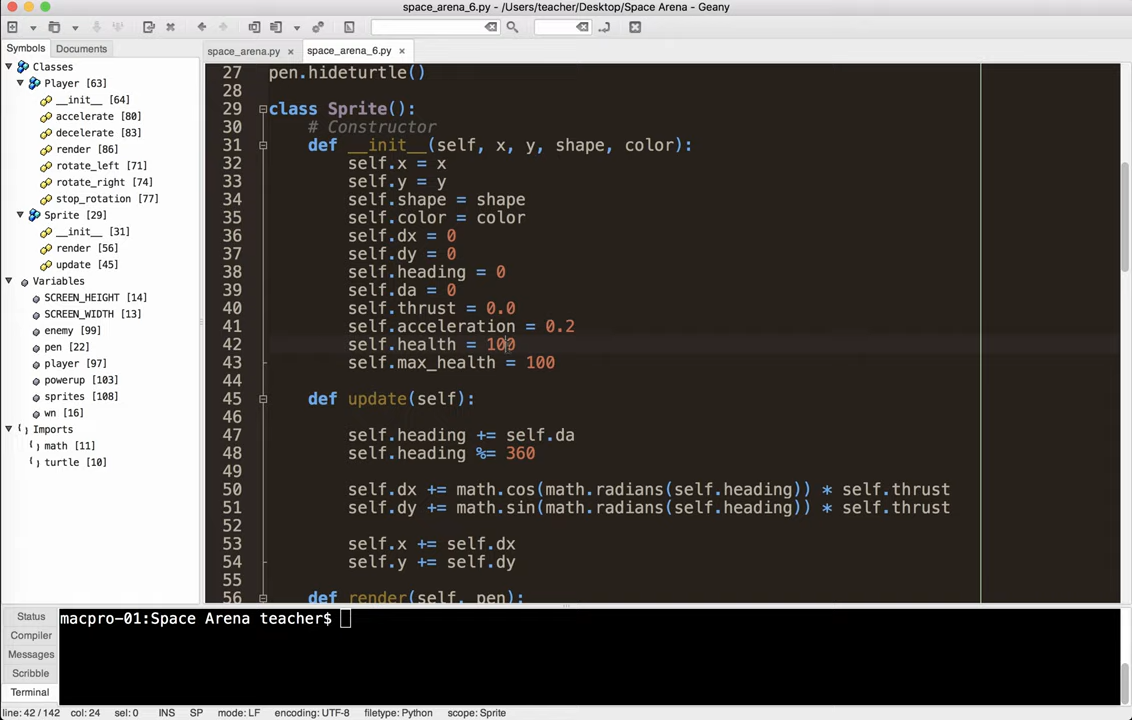 space_arena_6.py - /Users/teacher/Desktop/Space Arena - Geany
Symbols Documents
space_arena.py × space_arena_6.py ×
Classes
Player [63]
__init__ [64]
accelerate [80]
decelerate [83]
render [86]
rotate_left [71]
rotate_right [74]
stop_rotation [77]
Sprite [29]
__init__ [31]
render [56]
update [45]
Variables
SCREEN_HEIGHT [14]
SCREEN_WIDTH [13]
enemy [99]
pen [22]
player [97]
powerup [103]
sprites [108]
wn [16]
Imports
math [11]
turtle [10]
27 pen.hideturtle()
28
29 class Sprite():
30     # Constructor
31     def __init__(self, x, y, shape, color):
32         self.x = x
33         self.y = y
34         self.shape = shape
35         self.color = color
36         self.dx = 0
37         self.dy = 0
38         self.heading = 0
39         self.da = 0
40         self.thrust = 0.0
41         self.acceleration = 0.2
42         self.health = 100
43         self.max_health = 100
44
45     def update(self):
46
47         self.heading += self.da
48         self.heading %= 360
49
50         self.dx += math.cos(math.radians(self.heading)) * self.thrust
51         self.dy += math.sin(math.radians(self.heading)) * self.thrust
52
53         self.x += self.dx
54         self.y += self.dy
55
56     def render(self, pen):
Status
Compiler
Messages
Scribble
Terminal
macpro-01:Space Arena teacher$
line: 42 / 142 col: 24 sel: 0 INS SP mode: LF encoding: UTF-8 filetype: Python scope: Sprite